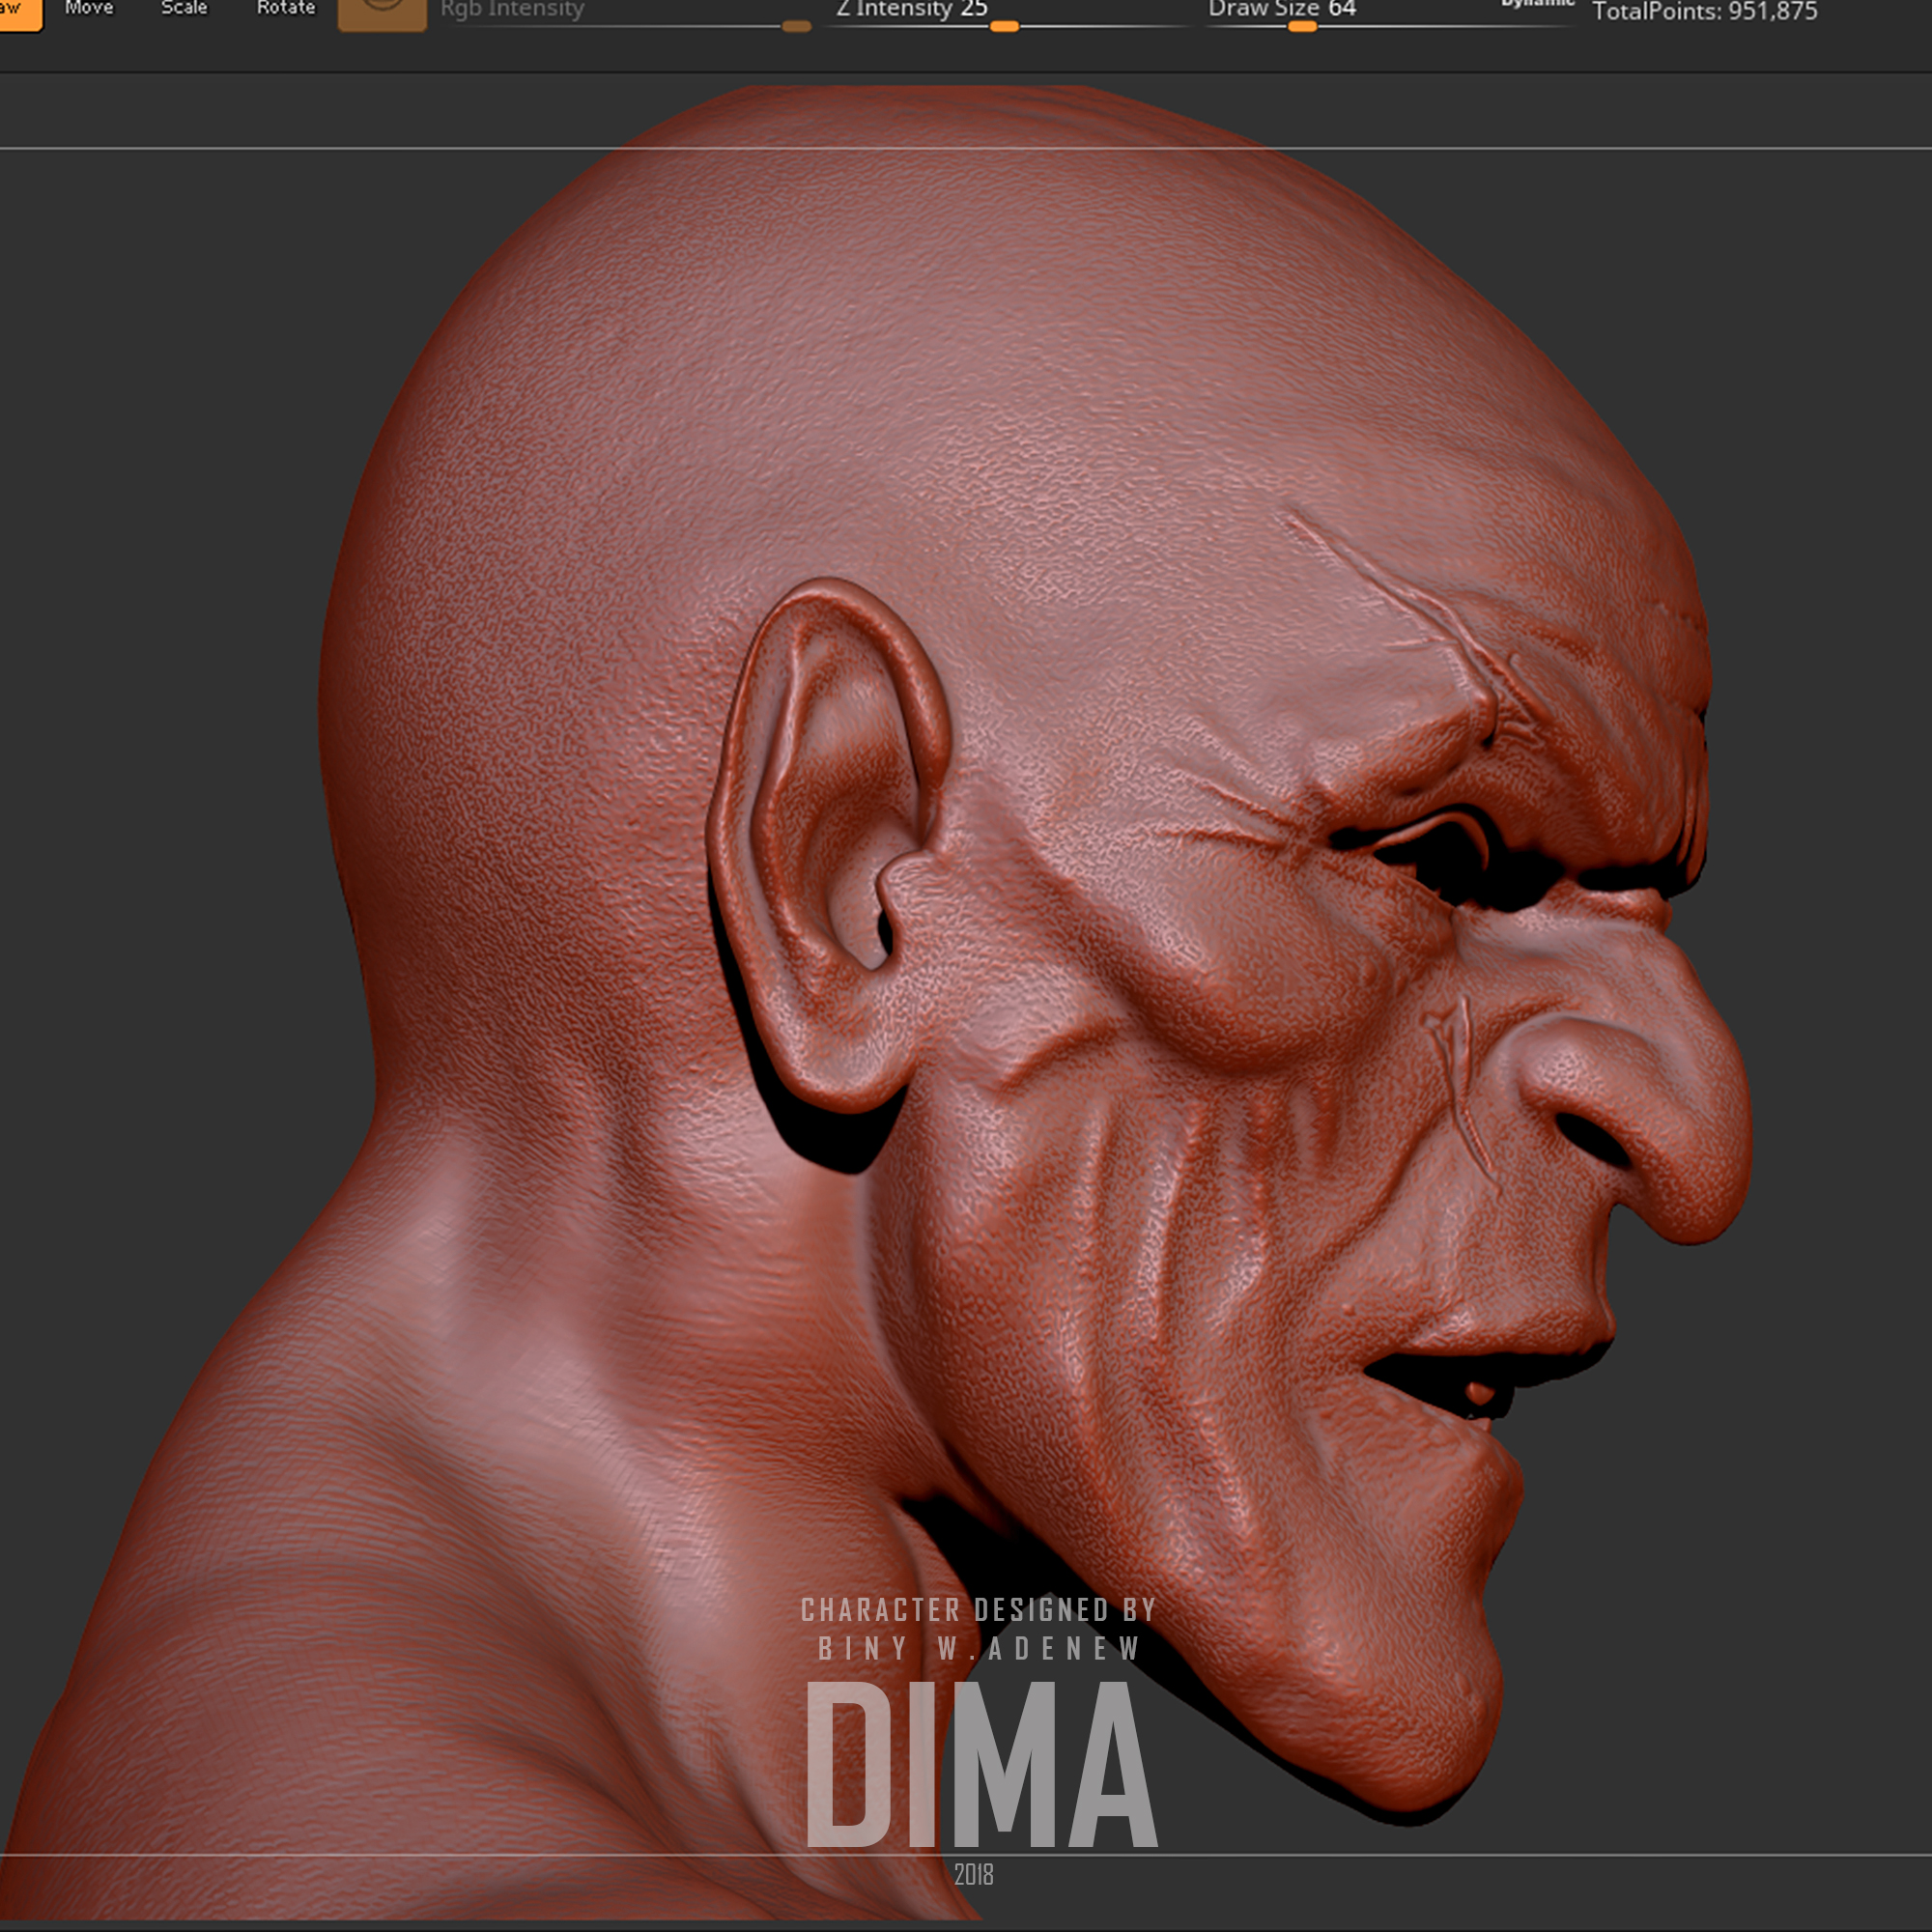 Move Scale Rotate Rgb Intensity Z Intensity 25 Draw Size 64 Dynamic TotalPoints: 951,875
CHARACTER DESIGNED BY
BINY W.ADENEW
DIMA
2018